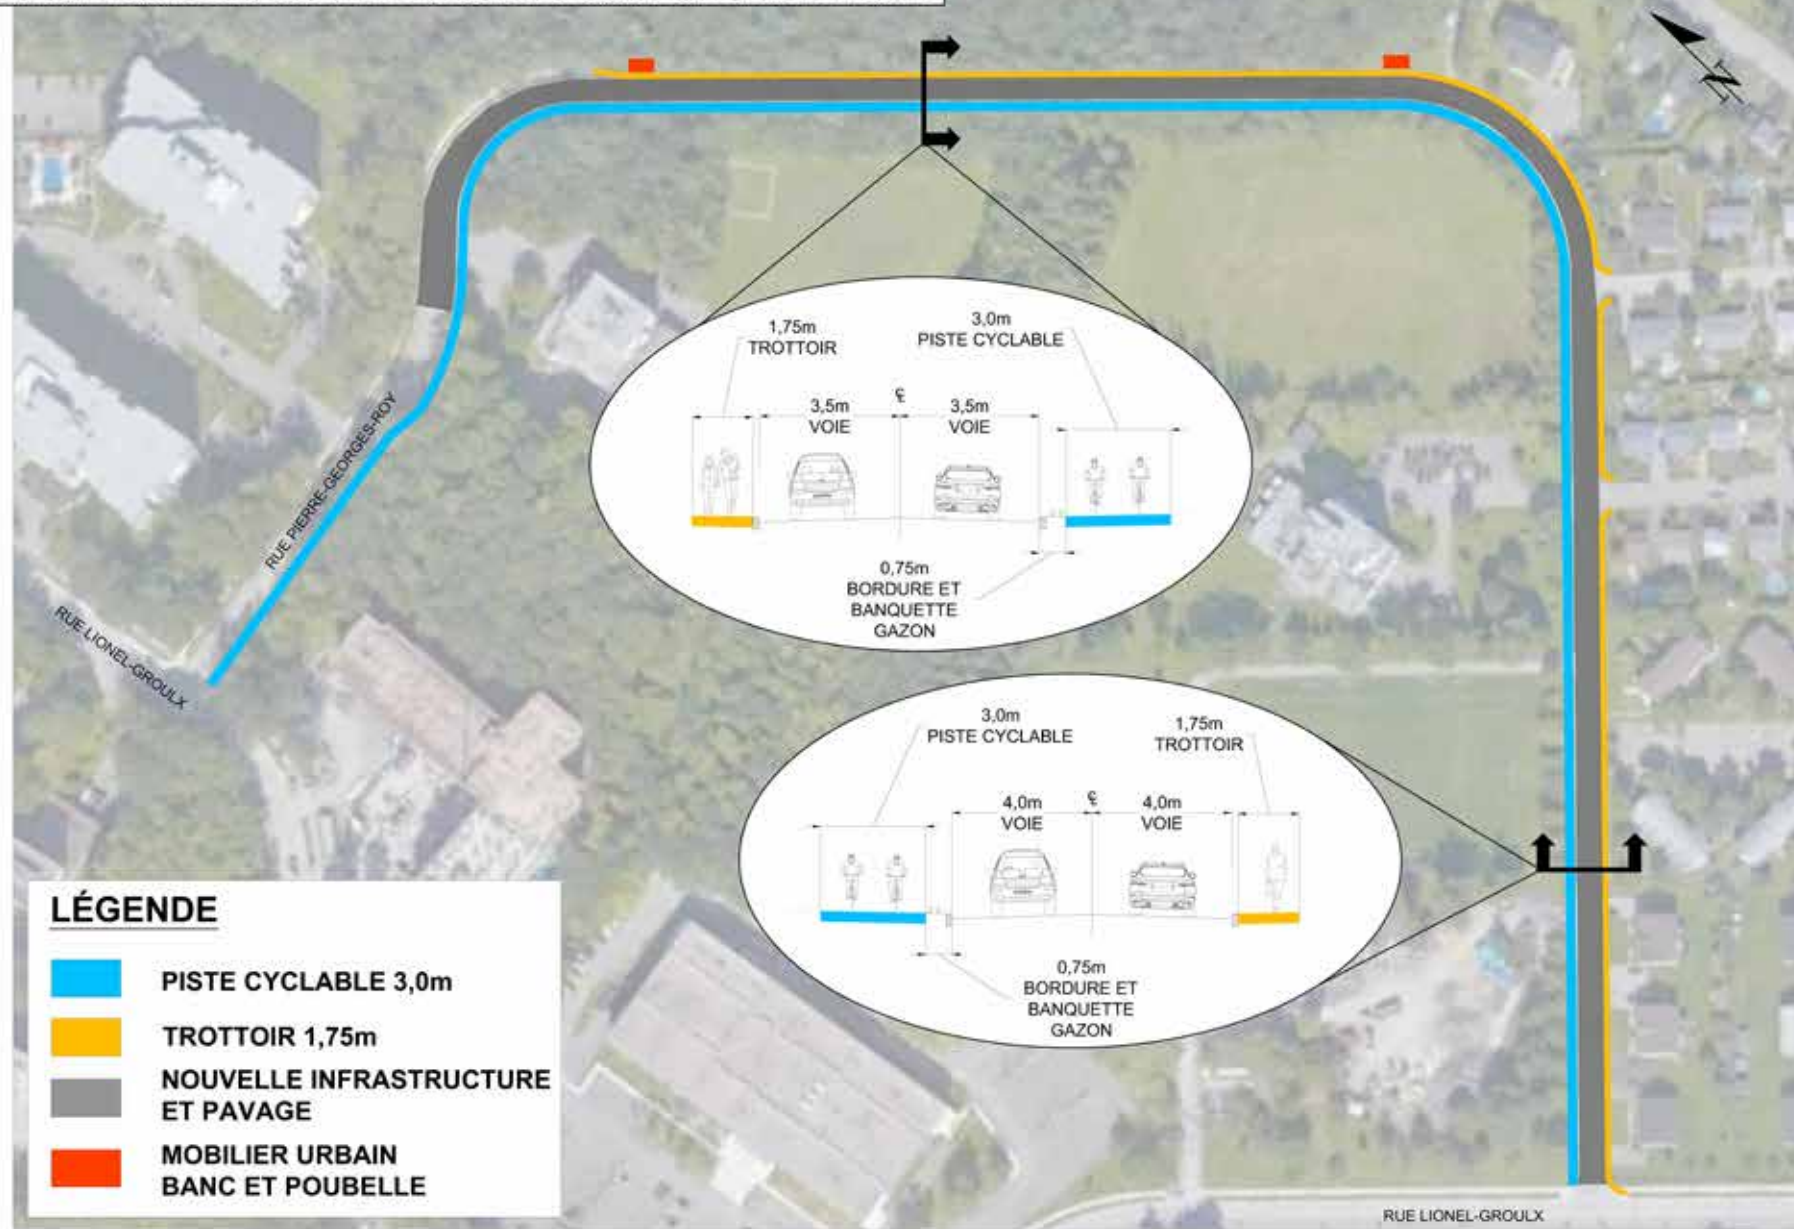 N
1,75m
TROTTOIR
3,0m
PISTE CYCLABLE
3,5m
VOIE
℄
3,5m
VOIE
0,75m
BORDURE ET
BANQUETTE
GAZON
RUE PIERRE-GEORGES-ROY
RUE LIONEL-GROULX
3,0m
PISTE CYCLABLE
1,75m
TROTTOIR
4,0m
VOIE
℄
4,0m
VOIE
0,75m
BORDURE ET
BANQUETTE
GAZON
LÉGENDE
PISTE CYCLABLE 3,0m
TROTTOIR 1,75m
NOUVELLE INFRASTRUCTURE
ET PAVAGE
MOBILIER URBAIN
BANC ET POUBELLE
RUE LIONEL-GROULX